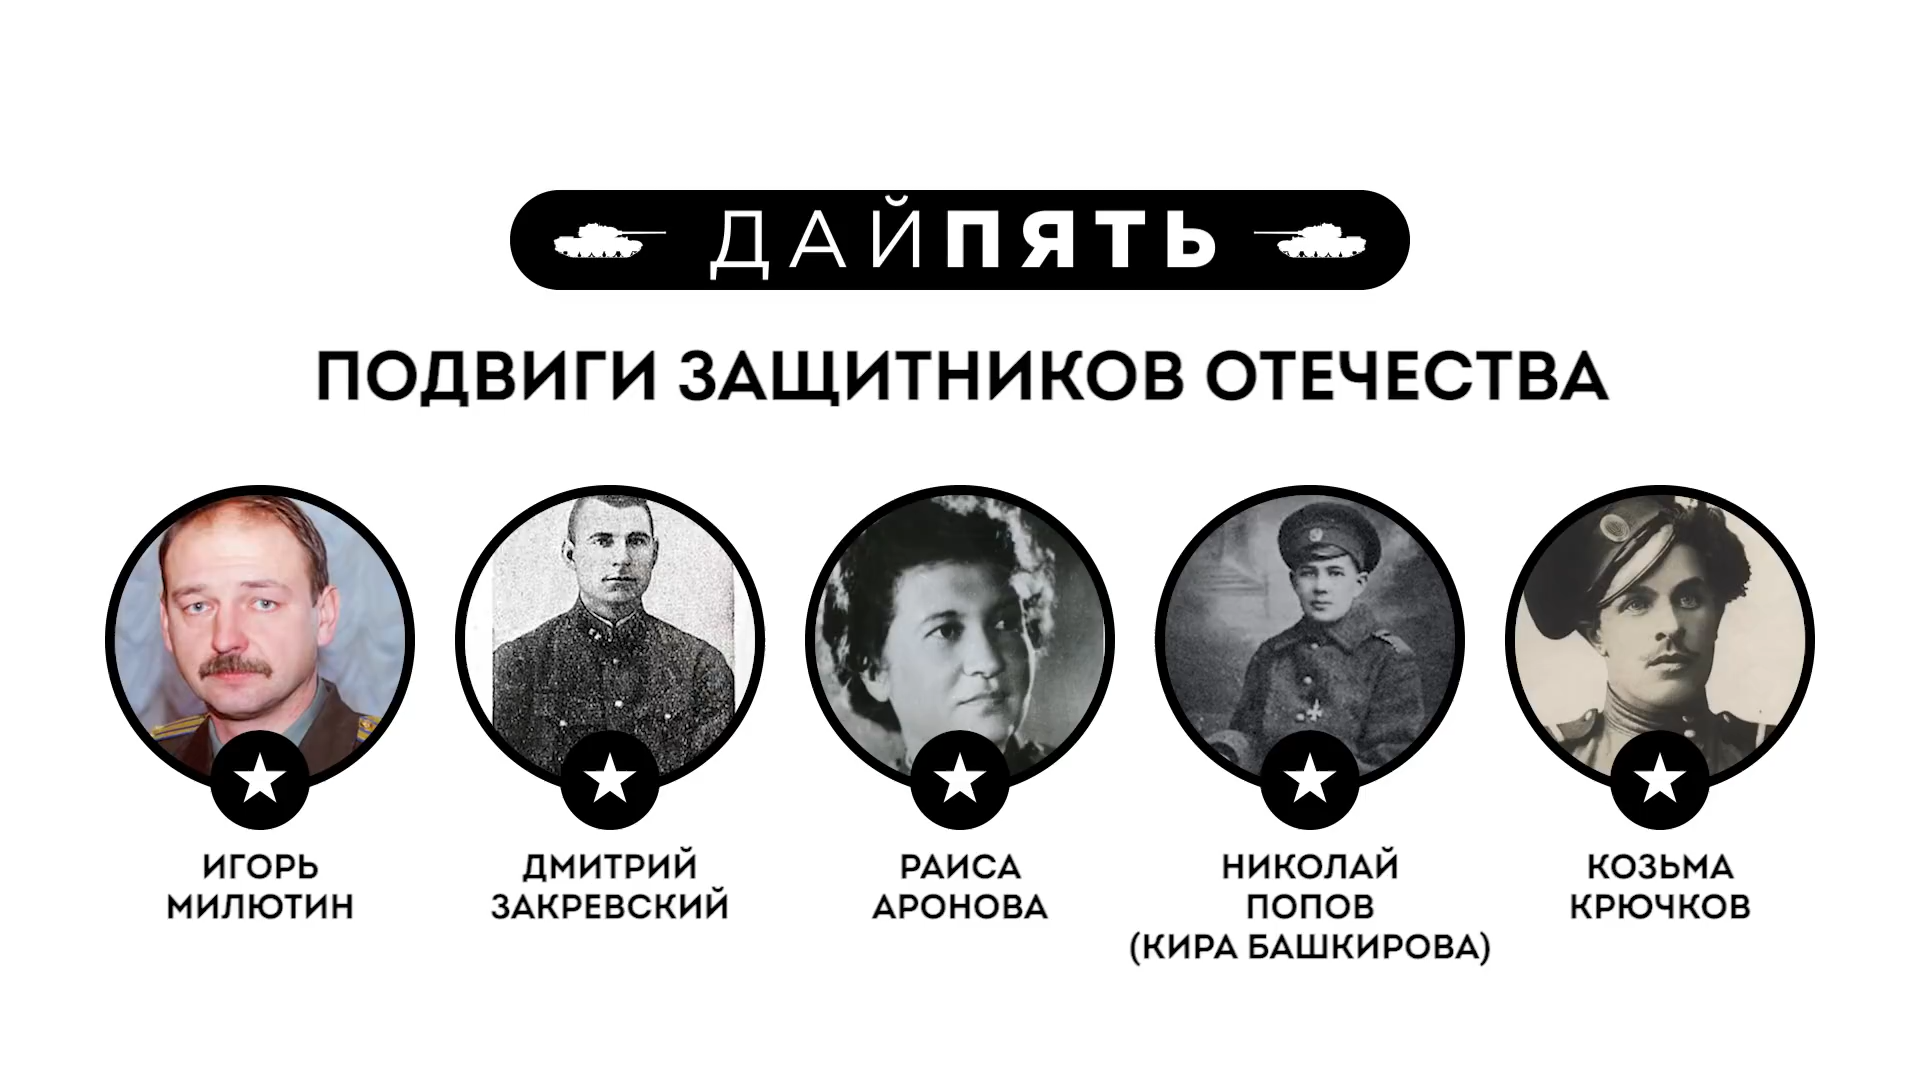 ДАЙПЯТЬ
ПОДВИГИ ЗАЩИТНИКОВ ОТЕЧЕСТВА
ИГОРЬ
МИЛЮТИН
ДМИТРИЙ
ЗАКРЕВСКИЙ
РАИСА
АРОНОВА
НИКОЛАЙ
ПОПОВ
(КИРА БАШКИРОВА)
КОЗЬМА
КРЮЧКОВ